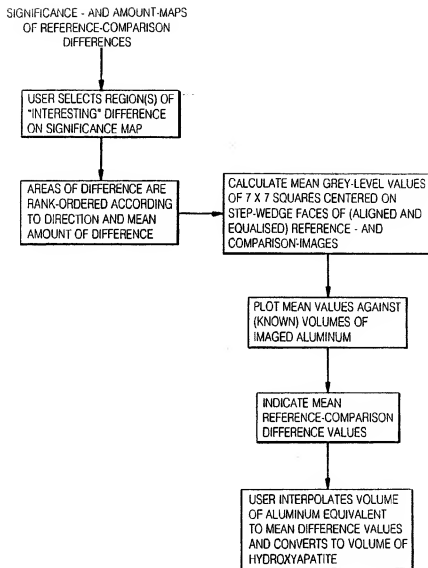 SIGNIFICANCE - AND AMOUNT-MAPS
OF REFERENCE-COMPARISON
DIFFERENCES
USER SELECTS REGION(S) OF
"INTERESTING" DIFFERENCE
ON SIGNIFICANCE MAP
AREAS OF DIFFERENCE ARE
RANK-ORDERED ACCORDING
TO DIRECTION AND MEAN
AMOUNT OF DIFFERENCE
CALCULATE MEAN GREY-LEVEL VALUES
OF 7 X 7 SQUARES CENTERED ON
STEP-WEDGE FACES OF (ALIGNED AND
EQUALISED) REFERENCE - AND
COMPARISON-IMAGES
PLOT MEAN VALUES AGAINST
(KNOWN) VOLUMES OF
IMAGED ALUMINUM
INDICATE MEAN
REFERENCE-COMPARISON
DIFFERENCE VALUES
USER INTERPOLATES VOLUME
OF ALUMINUM EQUIVALENT
TO MEAN DIFFERENCE VALUES
AND CONVERTS TO VOLUME OF
HYDROXYAPATITE